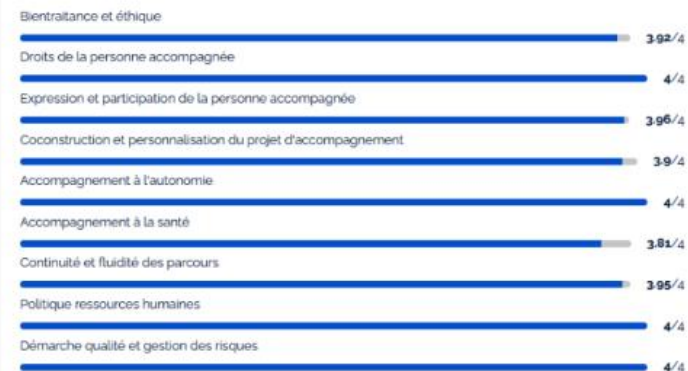 Bientraitance et éthique
3.92/4
Droits de la personne accompagnée
4/4
Expression et participation de la personne accompagnée
3.96/4
Coconstruction et personnalisation du projet d'accompagnement
3.9/4
Accompagnement à l'autonomie
4/4
Accompagnement à la santé
3.81/4
Continuité et fluidité des parcours
3.95/4
Politique ressources humaines
4/4
Démarche qualité et gestion des risques
4/4